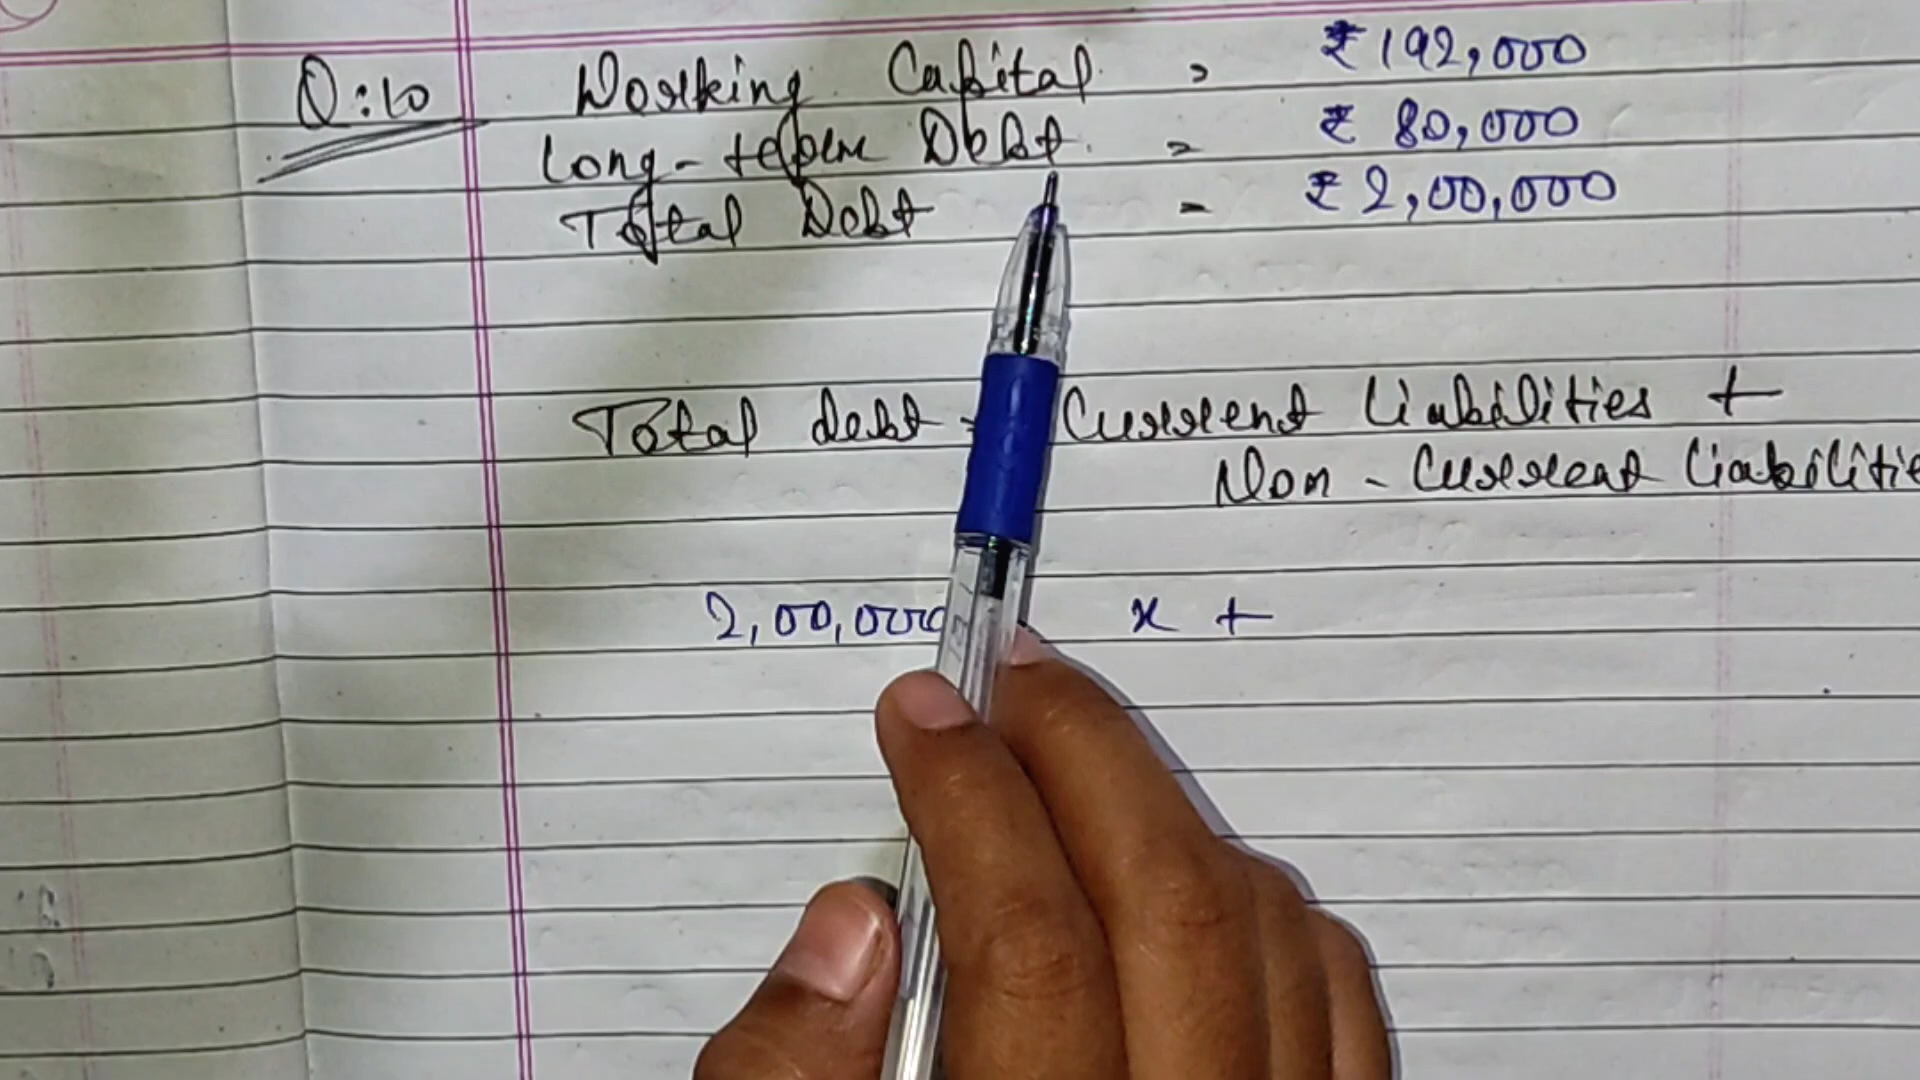 Q:10 Working Capital = ₹192,000
Long-term Debt = ₹ 80,000
Total Debt - ₹ 2,00,000
Total debt = Current Liabilities +
Non-Current Liabilitie
2,00,000 x +